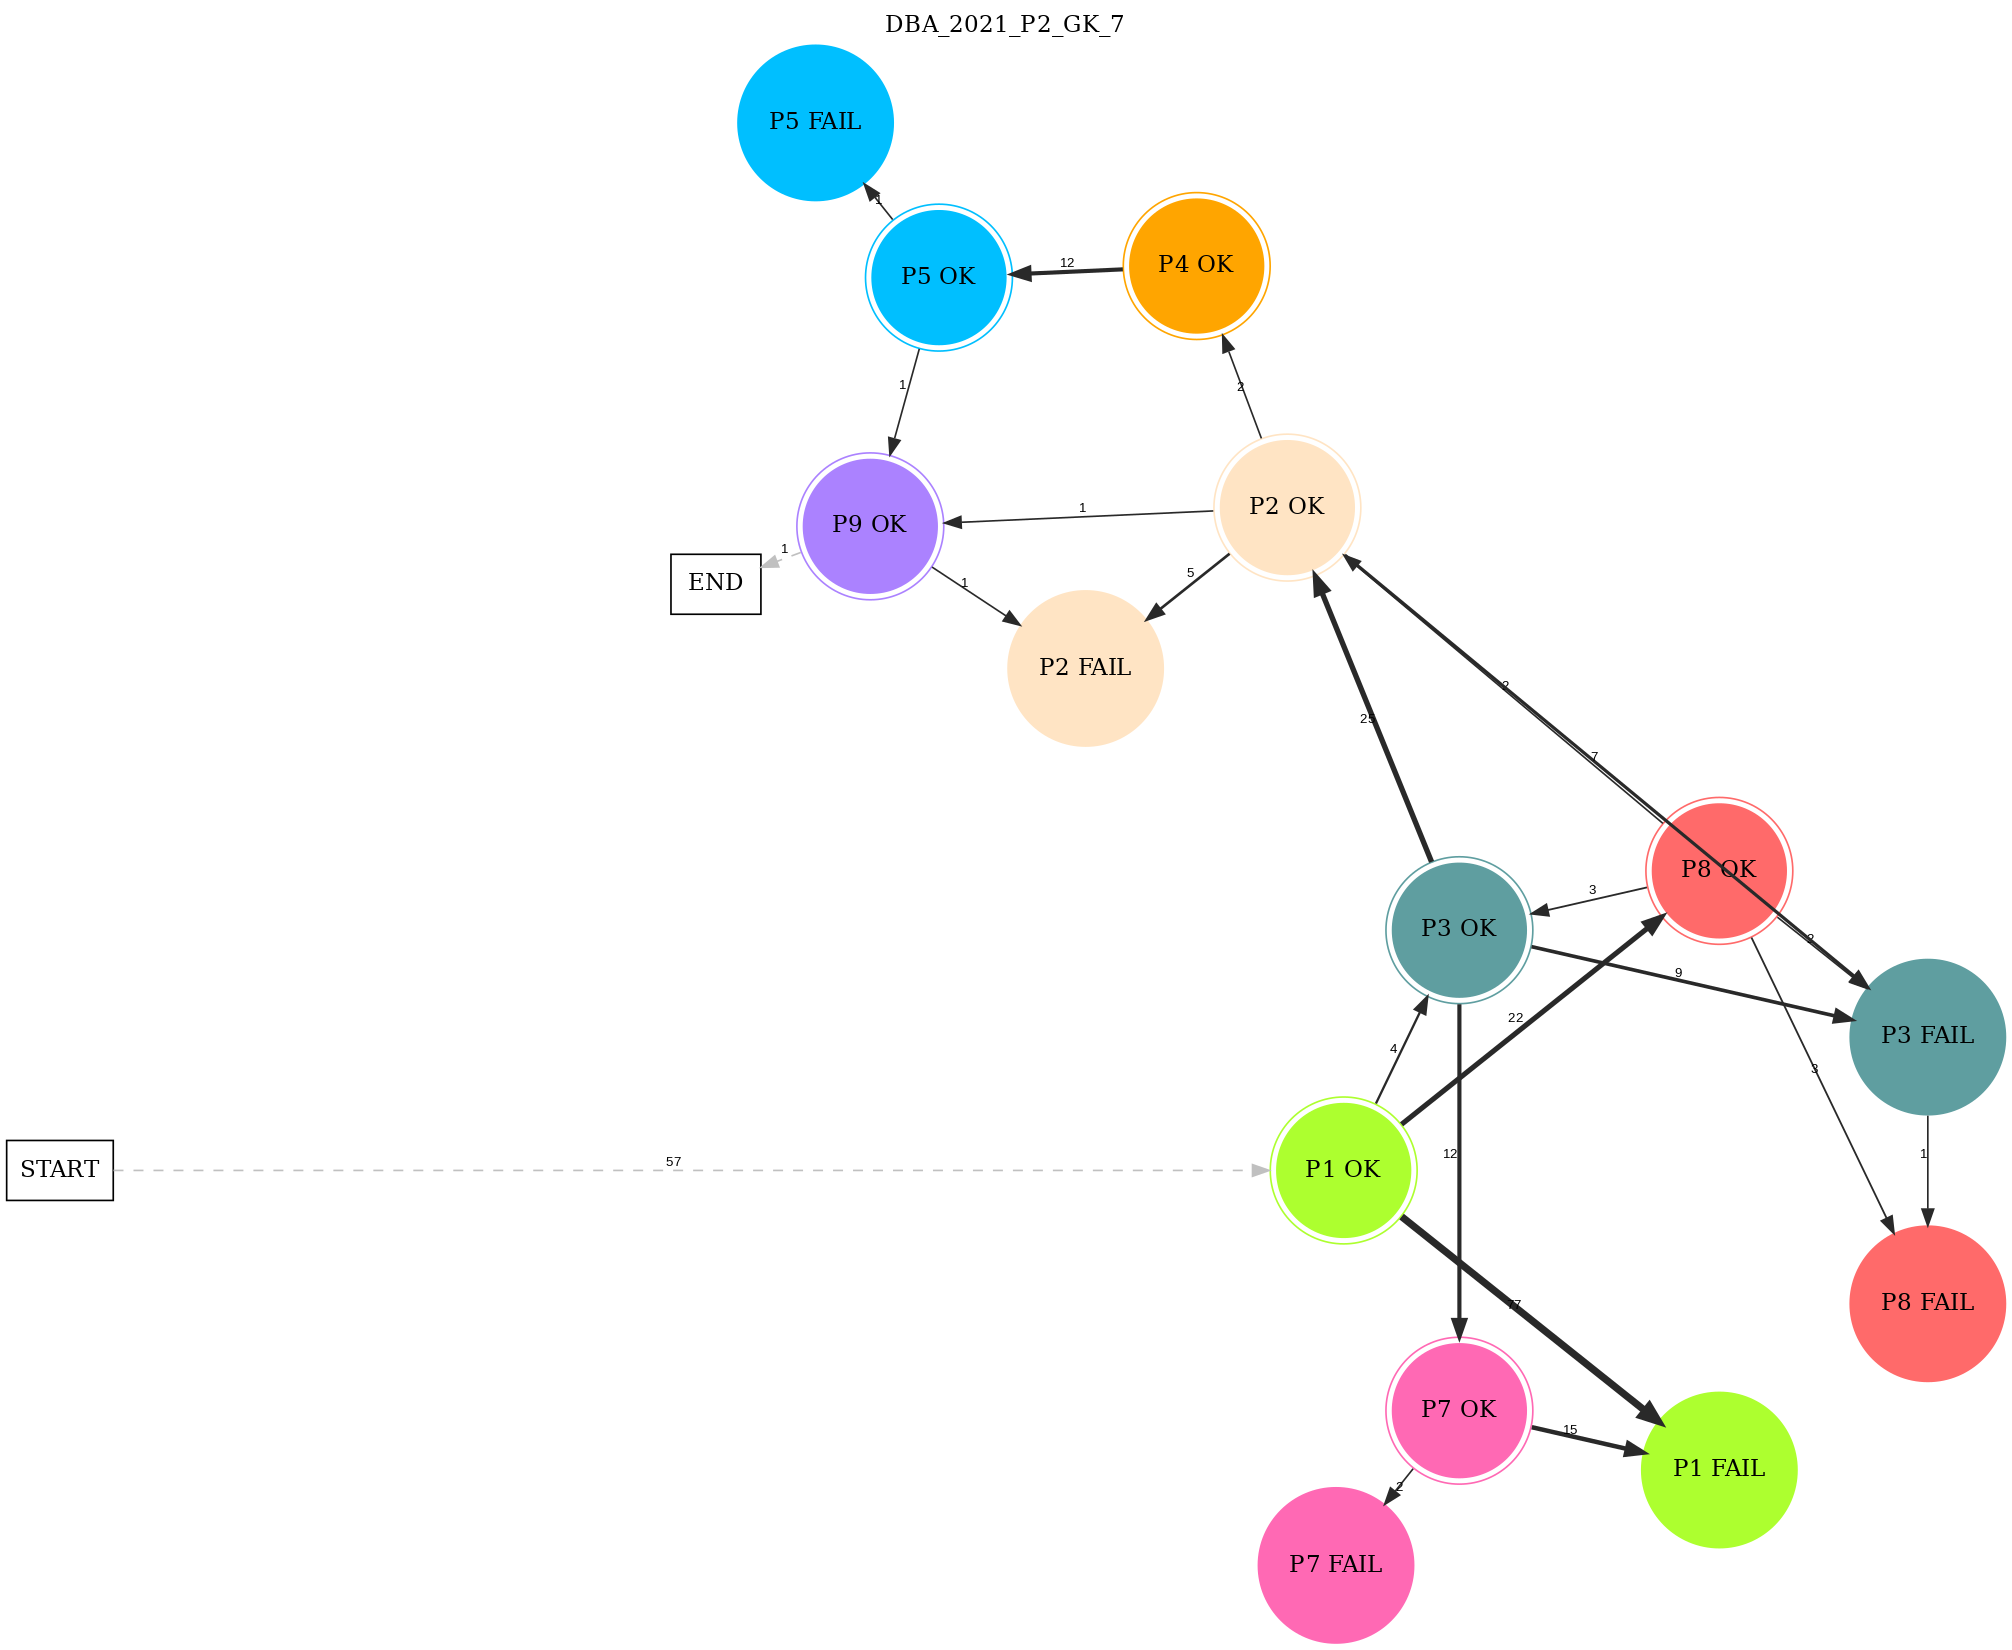 DBA_2021_P2_GK_7
P5 FAIL
1
P5 OK
12
P4 OK
1
2
P2 OK
1
P9 OK
1
END
1
5
P2 FAIL
2
7
P8 OK
3
P3 OK
2
9
22
P3 FAIL
4
3
12
1
START
57
P1 OK
P8 FAIL
P7 OK
15
P1 FAIL
2
P7 FAIL